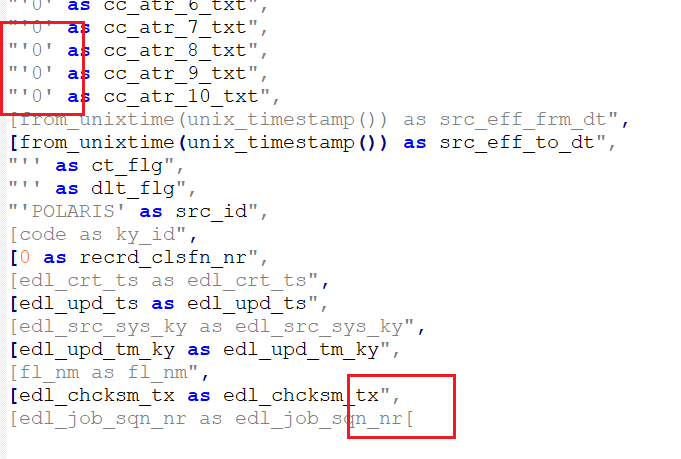 "'0' as cc_atr_6_txt",
"'0' as cc_atr_7_txt",
"'0' as cc_atr_8_txt",
"'0' as cc_atr_9_txt",
"'0' as cc_atr_10_txt",
[from_unixtime(unix_timestamp()) as src_eff_frm_dt",
[from_unixtime(unix_timestamp()) as src_eff_to_dt",
"'' as ct_flg",
"'' as dlt_flg",
"'POLARIS' as src_id",
[code as ky_id",
[0 as recrd_clsfn_nr",
[edl_crt_ts as edl_crt_ts",
[edl_upd_ts as edl_upd_ts",
[edl_src_sys_ky as edl_src_sys_ky",
[edl_upd_tm_ky as edl_upd_tm_ky",
[fl_nm as fl_nm",
[edl_chcksm_tx as edl_chcksm_tx",
[edl_job_sqn_nr as edl_job_sqn_nr[